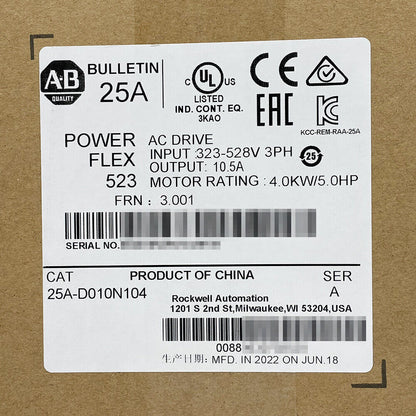 A-B
QUALITY
BULLETIN
25A
C UL US
LISTED
IND. CONT. EQ.
3KAO
CE
EAC
KCC-REM-RAA-25A
POWER
FLEX
523
AC DRIVE
INPUT :323-528V 3PH
OUTPUT: 10.5A
MOTOR RATING : 4.0KW/5.0HP
25
FRN : 3.001
SERIAL NO.
CAT
25A-D010N104
PRODUCT OF CHINA
SER
A
Rockwell Automation
1201 S 2nd St,Milwaukee,WI 53204,USA
0088
生产日期: MFD. IN 2022 ON JUN.18